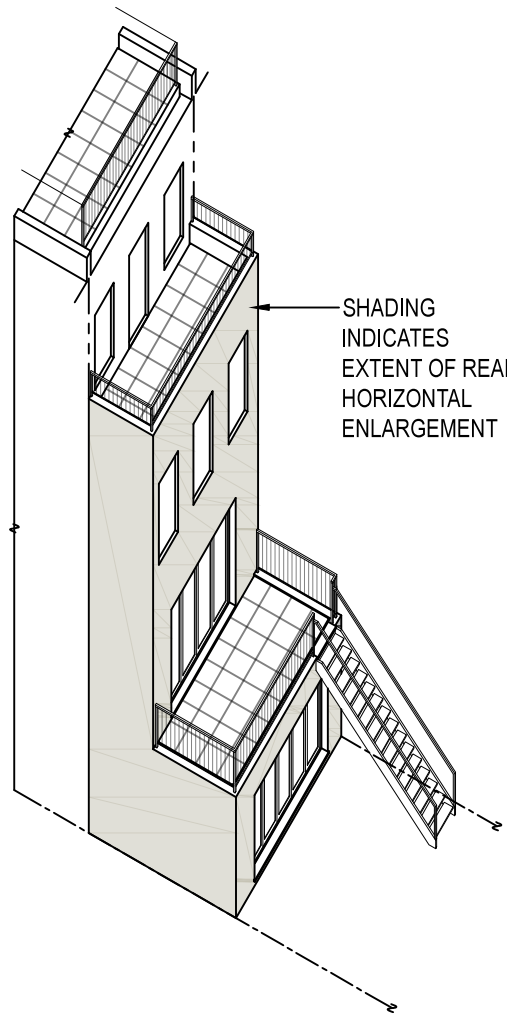 SHADING
INDICATES
EXTENT OF REA
HORIZONTAL
ENLARGEMENT